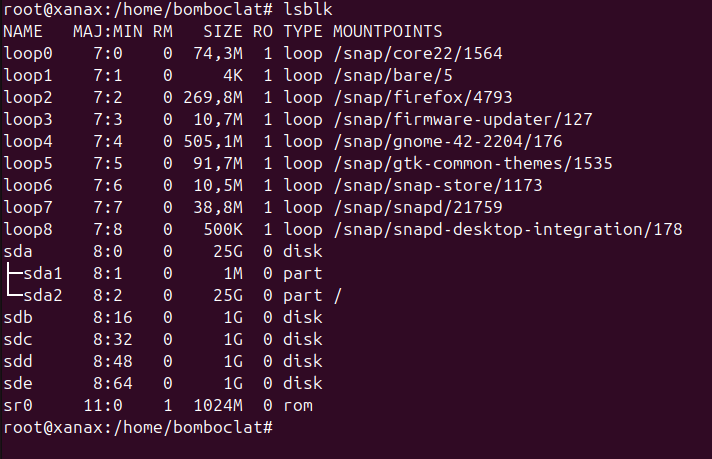 root@xanax:/home/bomboclat# lsblk
NAME   MAJ:MIN RM   SIZE RO TYPE MOUNTPOINTS
loop0    7:0    0  74,3M  1 loop /snap/core22/1564
loop1    7:1    0     4K  1 loop /snap/bare/5
loop2    7:2    0 269,8M  1 loop /snap/firefox/4793
loop3    7:3    0  10,7M  1 loop /snap/firmware-updater/127
loop4    7:4    0 505,1M  1 loop /snap/gnome-42-2204/176
loop5    7:5    0  91,7M  1 loop /snap/gtk-common-themes/1535
loop6    7:6    0  10,5M  1 loop /snap/snap-store/1173
loop7    7:7    0  38,8M  1 loop /snap/snapd/21759
loop8    7:8    0   500K  1 loop /snap/snapd-desktop-integration/178
sda      8:0    0    25G  0 disk
├─sda1   8:1    0     1M  0 part
└─sda2   8:2    0    25G  0 part /
sdb      8:16   0     1G  0 disk
sdc      8:32   0     1G  0 disk
sdd      8:48   0     1G  0 disk
sde      8:64   0     1G  0 disk
sr0     11:0    1  1024M  0 rom
root@xanax:/home/bomboclat#